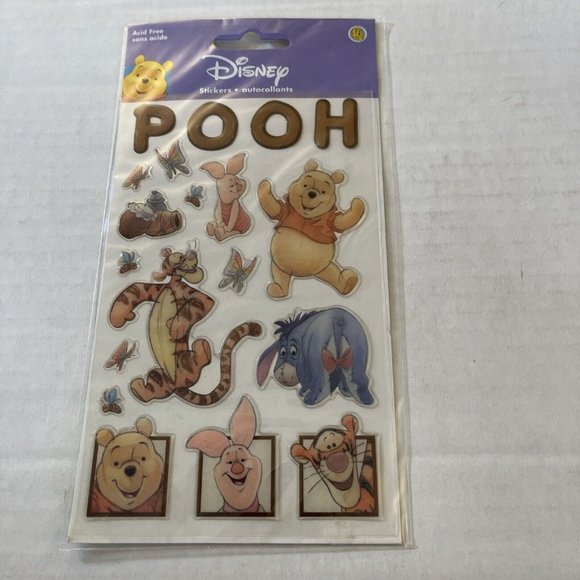 Acid Free
sans acide
Disney
Stickers • autocollants
POOH